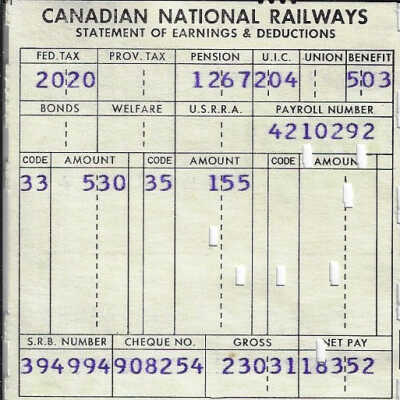 CANADIAN NATIONAL RAILWAYS
STATEMENT OF EARNINGS & DEDUCTIONS
FED. TAX PROV. TAX PENSION U.I.C. UNION BENEFIT
2020 1267 204 503
BONDS WELFARE U.S.R.R.A. PAYROLL NUMBER
4210292
CODE AMOUNT CODE AMOUNT CODE AMOUNT
33 530 35 155
S.R.B. NUMBER CHEQUE NO. GROSS NET PAY
394994 908254 23031 18352